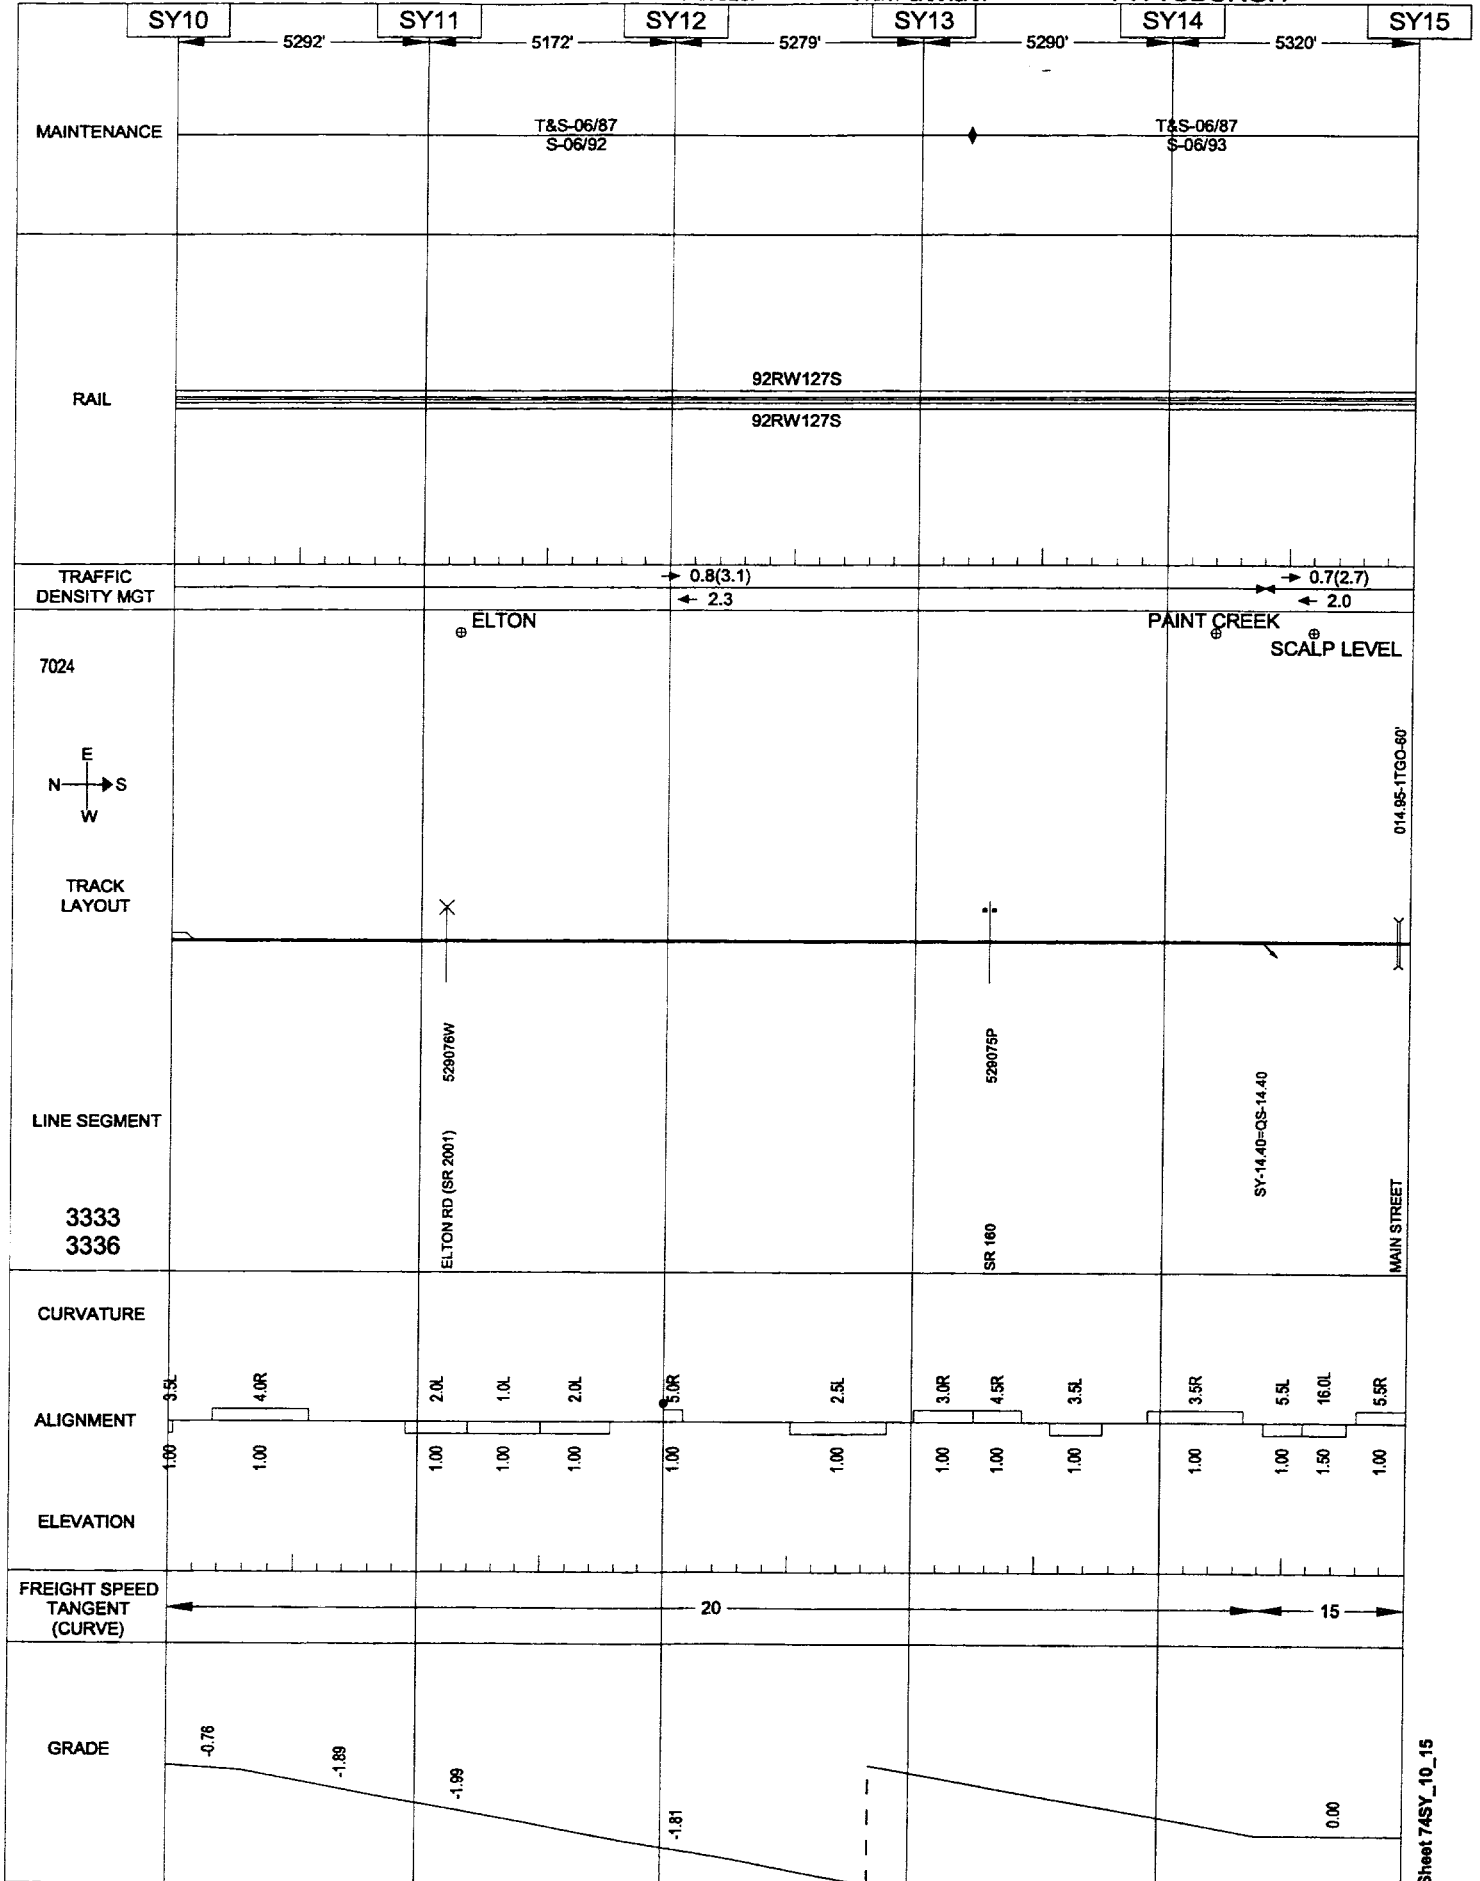 SY10 SY11 SY12 SY13 SY14 SY15
5292' 5172' 5279' 5290' 5320'
MAINTENANCE
T&S-06/87 T&S-06/87
S-06/92 S-06/93
RAIL
92RW127S
92RW127S
TRAFFIC
DENSITY MGT
0.8(3.1) 0.7(2.7)
2.3 2.0
ELTON PAINT CREEK
SCALP LEVEL
7024
E
N S
W
014.95-1TGO-60'
TRACK
LAYOUT
529076W 529075P
LINE SEGMENT
ELTON RD (SR 2001) SR 160 SY-14.40=QS-14.40 MAIN STREET
3333
3336
CURVATURE
3.5L 4.0R 2.0L 1.0L 2.0L 5.0R 2.5L 3.0R 4.5R 3.5L 3.5R 5.5L 16.0L 5.5R
ALIGNMENT
1.00 1.00 1.00 1.00 1.00 1.00 1.00 1.00 1.00 1.00 1.00 1.00 1.50 1.00
ELEVATION
FREIGHT SPEED
TANGENT
(CURVE)
20 15
GRADE
-0.76 -1.89 -1.99 -1.81 0.00
Sheet 74SY_10_15